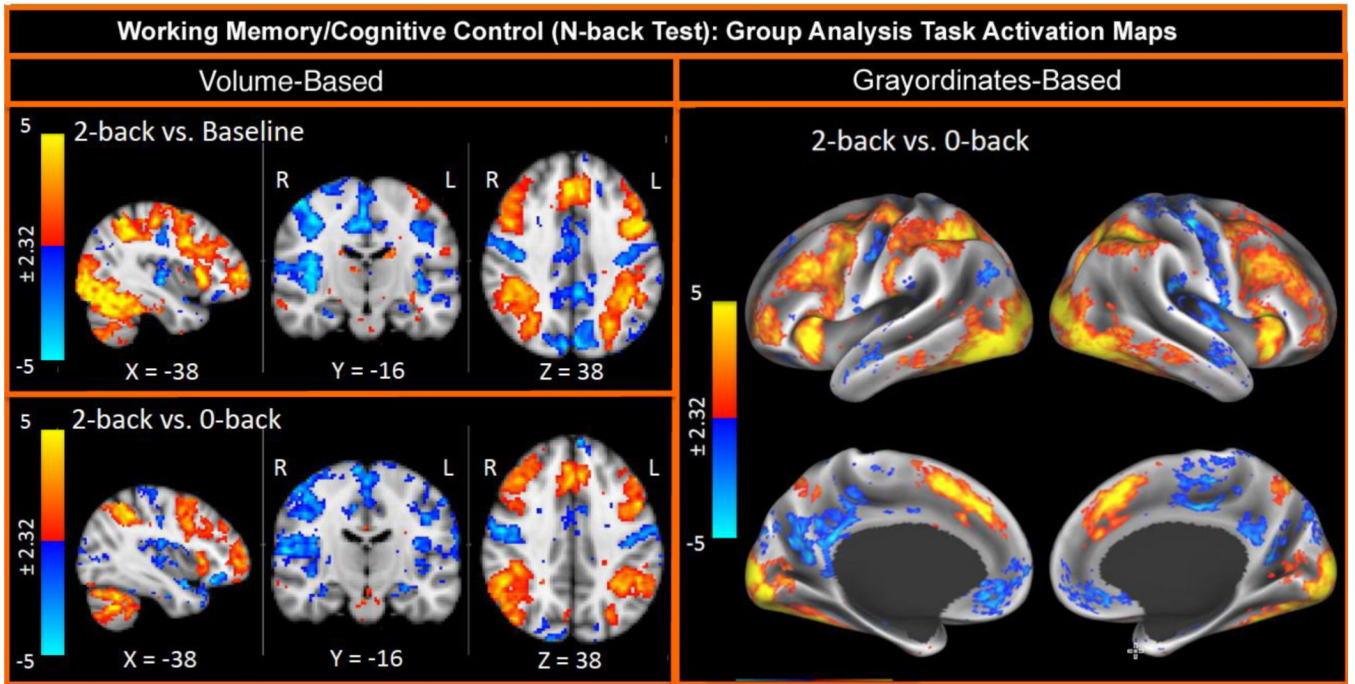 Working Memory/Cognitive Control (N-back Test): Group Analysis Task Activation Maps
Volume-Based
Grayordinates-Based
5
2-back vs. Baseline
± 2.32
-5
R
L
R
L
X = -38
Y = -16
Z = 38
5
2-back vs. 0-back
± 2.32
-5
R
L
R
L
X = -38
Y = -16
Z = 38
2-back vs. 0-back
5
± 2.32
-5